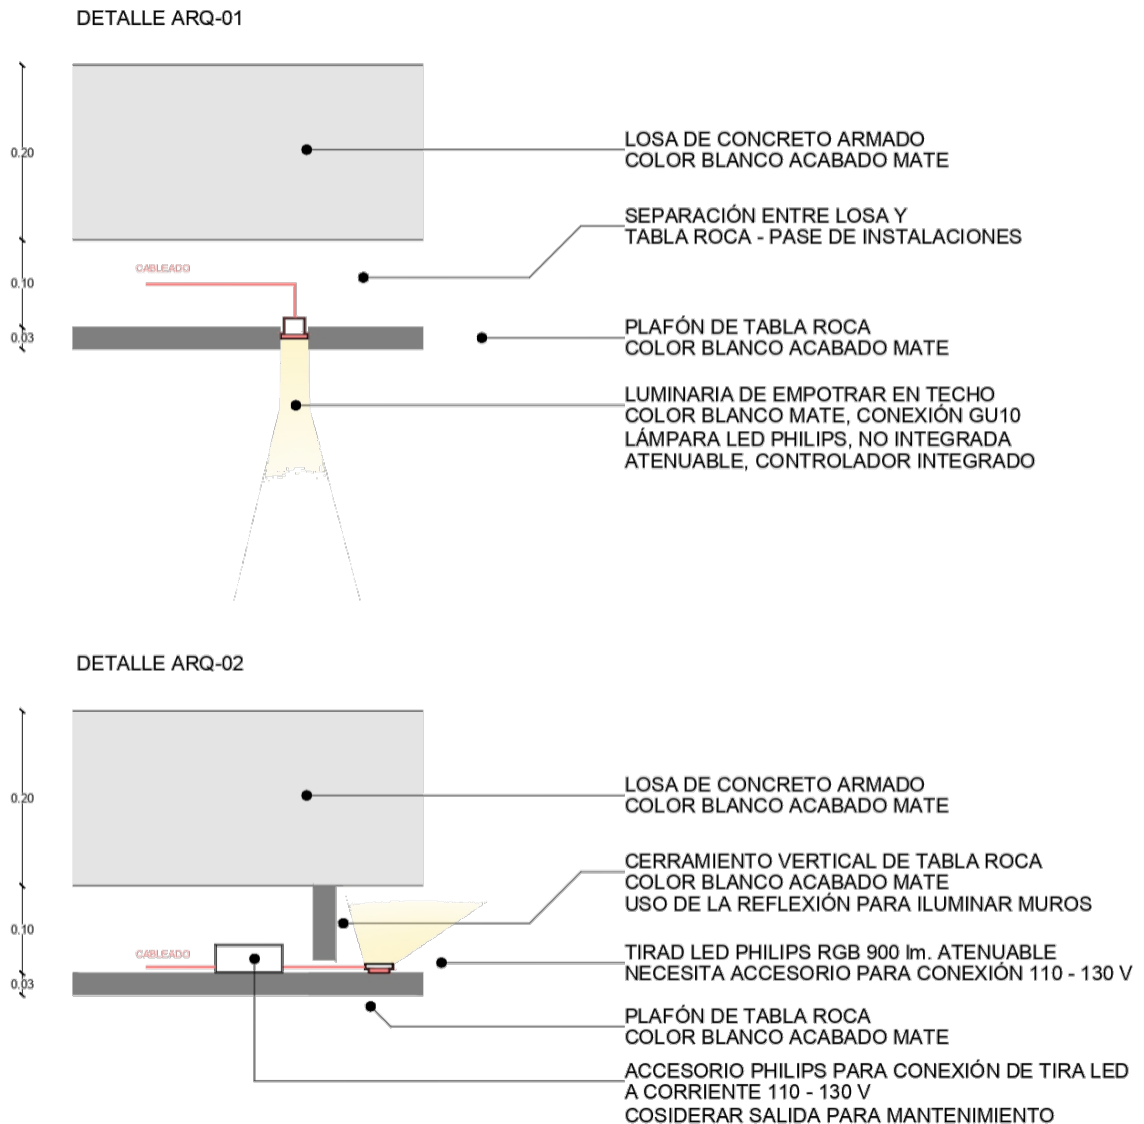 DETALLE ARQ-01
0.20
LOSA DE CONCRETO ARMADO
COLOR BLANCO ACABADO MATE
SEPARACIÓN ENTRE LOSA Y
TABLA ROCA - PASE DE INSTALACIONES
CABLEADO
0.10
0.03
PLAFÓN DE TABLA ROCA
COLOR BLANCO ACABADO MATE
LUMINARIA DE EMPOTRAR EN TECHO
COLOR BLANCO MATE, CONEXIÓN GU10
LÁMPARA LED PHILIPS, NO INTEGRADA
ATENUABLE, CONTROLADOR INTEGRADO
DETALLE ARQ-02
0.20
LOSA DE CONCRETO ARMADO
COLOR BLANCO ACABADO MATE
CERRAMIENTO VERTICAL DE TABLA ROCA
COLOR BLANCO ACABADO MATE
USO DE LA REFLEXIÓN PARA ILUMINAR MUROS
0.10
CABLEADO
TIRAD LED PHILIPS RGB 900 lm. ATENUABLE
NECESITA ACCESORIO PARA CONEXIÓN 110 - 130 V
0.03
PLAFÓN DE TABLA ROCA
COLOR BLANCO ACABADO MATE
ACCESORIO PHILIPS PARA CONEXIÓN DE TIRA LED
A CORRIENTE 110 - 130 V
COSIDERAR SALIDA PARA MANTENIMIENTO